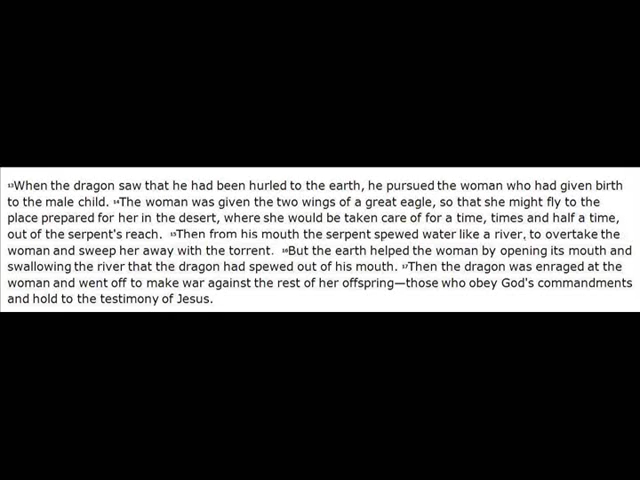 ¹³When the dragon saw that he had been hurled to the earth, he pursued the woman who had given birth
to the male child. ¹⁴The woman was given the two wings of a great eagle, so that she might fly to the
place prepared for her in the desert, where she would be taken care of for a time, times and half a time,
out of the serpent's reach. ¹⁵Then from his mouth the serpent spewed water like a river, to overtake the
woman and sweep her away with the torrent. ¹⁶But the earth helped the woman by opening its mouth and
swallowing the river that the dragon had spewed out of his mouth. ¹⁷Then the dragon was enraged at the
woman and went off to make war against the rest of her offspring—those who obey God's commandments
and hold to the testimony of Jesus.